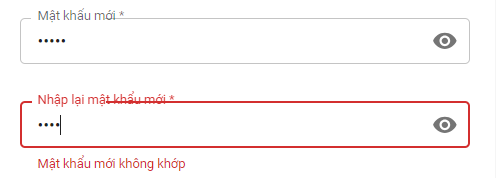 Mật khẩu mới *
•••••
Nhập lại mật khẩu mới *
••••
Mật khẩu mới không khớp